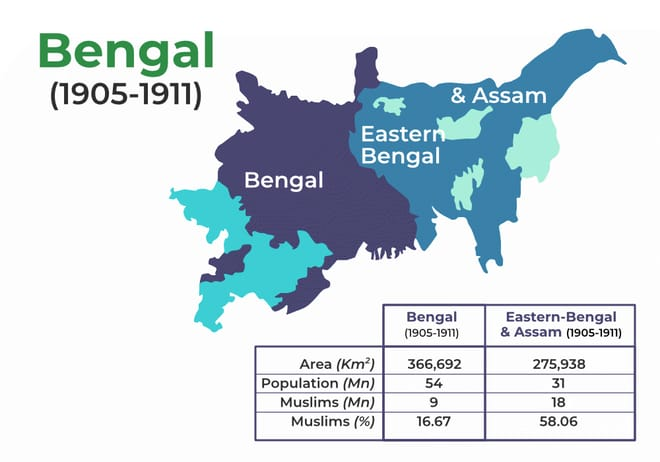 Bengal
(1905-1911)
& Assam
Eastern
Bengal
Bengal
Bengal
(1905-1911)
Eastern-Bengal
& Assam (1905-1911)
Area (Km²) 366,692 275,938
Population (Mn) 54 31
Muslims (Mn) 9 18
Muslims (%) 16.67 58.06